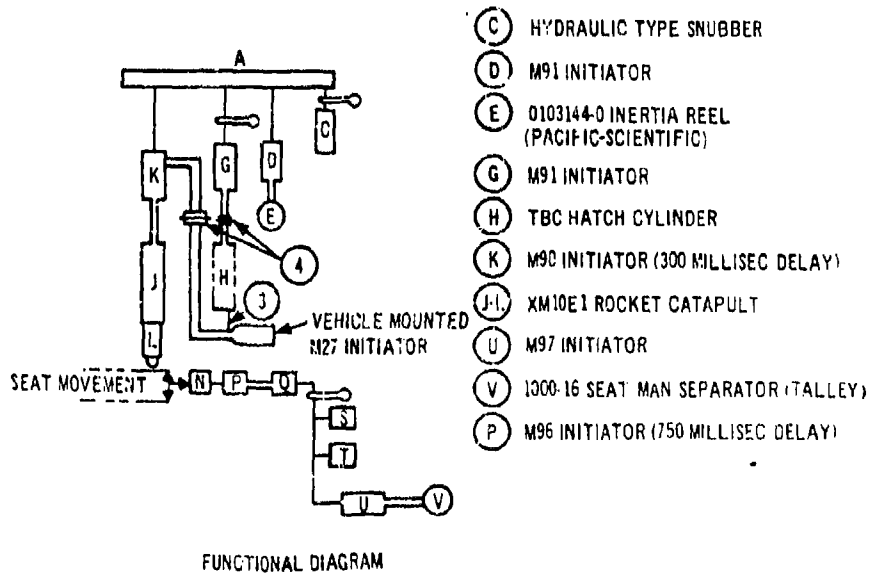 A
C
K
G
D
E
H
4
J
3
L
VEHICLE MOUNTED
M27 INITIATOR
SEAT MOVEMENT
N P Q
S
T
U V
FUNCTIONAL DIAGRAM
C HYDRAULIC TYPE SNUBBER
D M91 INITIATOR
E 0103144-0 INERTIA REEL
(PACIFIC-SCIENTIFIC)
G M91 INITIATOR
H TBC HATCH CYLINDER
K M90 INITIATOR (300 MILLISEC DELAY)
J-L XM10E1 ROCKET CATAPULT
U M97 INITIATOR
V 1000-16 SEAT MAN SEPARATOR (TALLEY)
P M96 INITIATOR (750 MILLISEC DELAY)